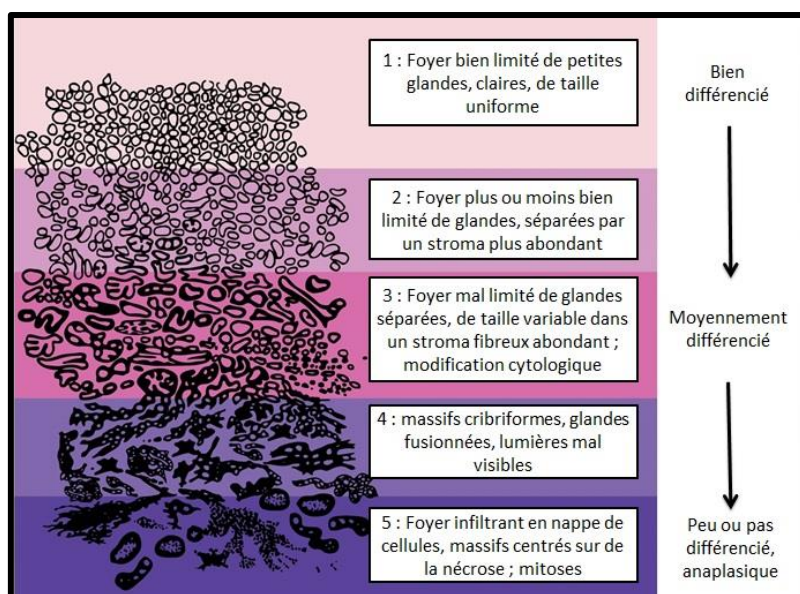 1 : Foyer bien limité de petites
glandes, claires, de taille
uniforme
Bien
différencié
2 : Foyer plus ou moins bien
limité de glandes, séparées par
un stroma plus abondant
3 : Foyer mal limité de glandes
séparées, de taille variable dans
un stroma fibreux abondant ;
modification cytologique
Moyennement
différencié
4 : massifs cribriformes, glandes
fusionnées, lumières mal
visibles
5 : Foyer infiltrant en nappe de
cellules, massifs centrés sur de
la nécrose ; mitoses
Peu ou pas
différencié,
anaplasique